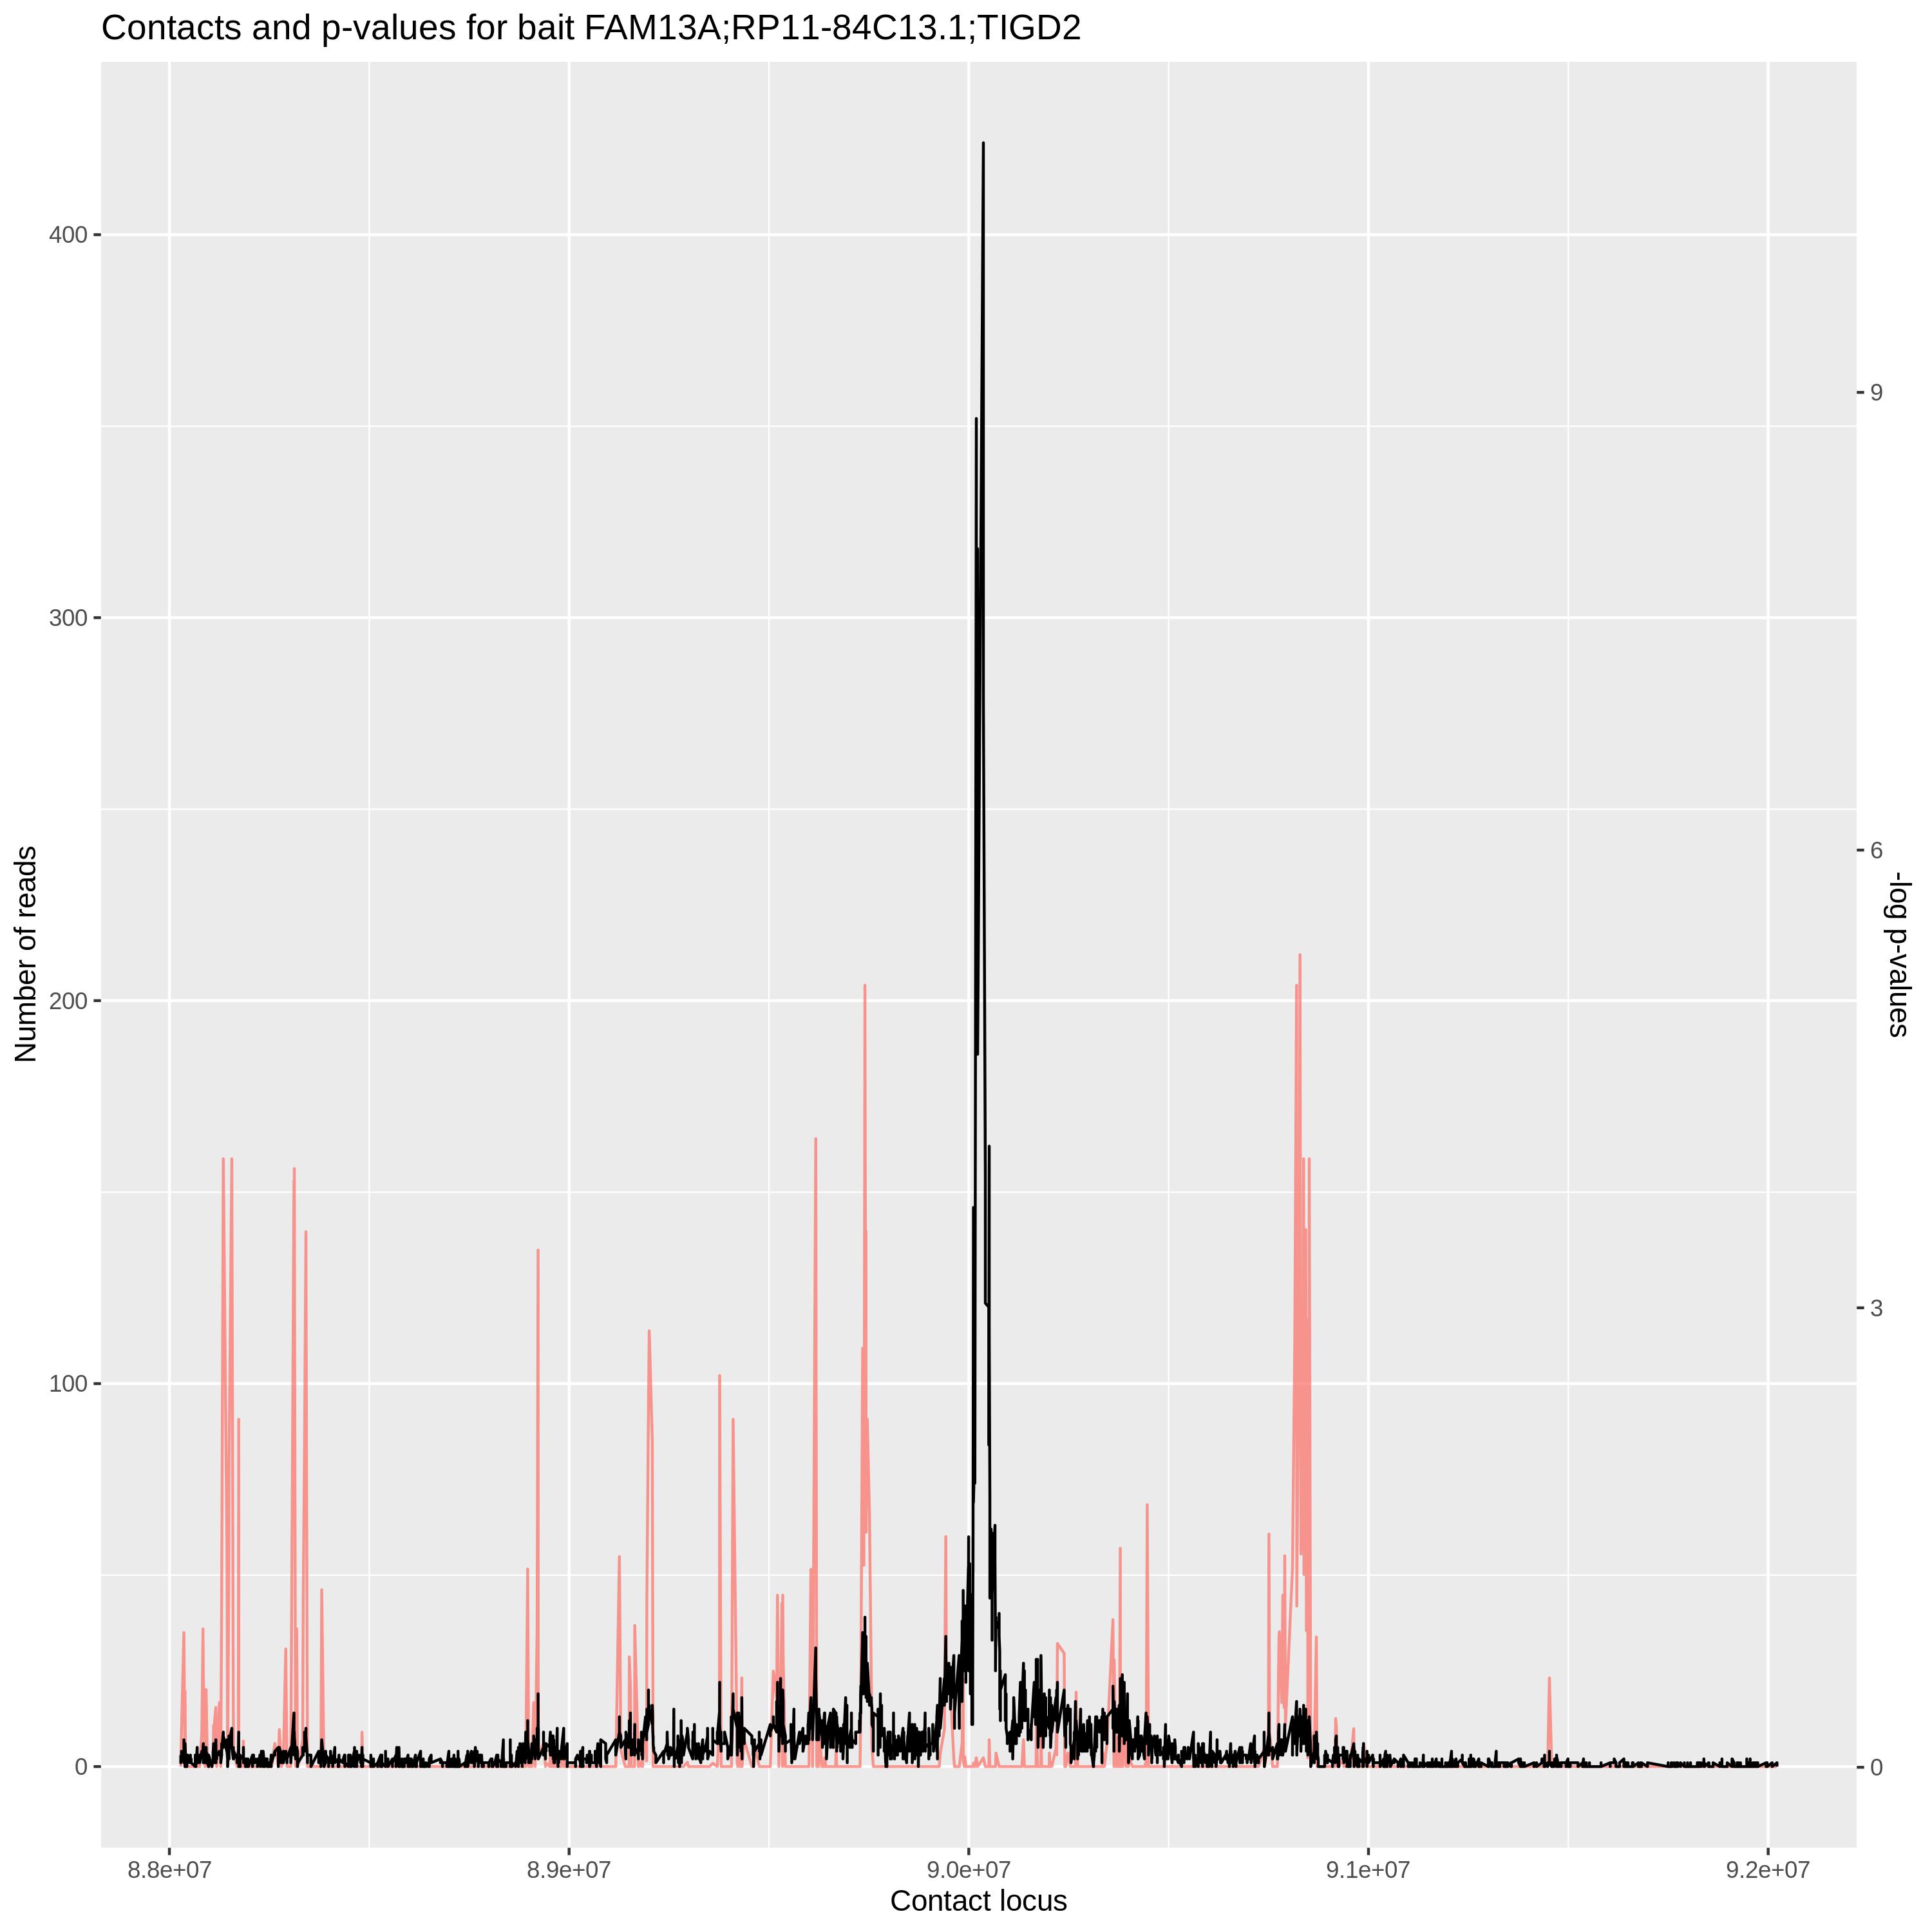 Contacts and p-values for bait FAM13A;RP11-84C13.1;TIGD2
Number of reads
400
300
200
100
0
9
6
3
0
-log p-values
8.8e+07
8.9e+07
9.0e+07
9.1e+07
9.2e+07
Contact locus